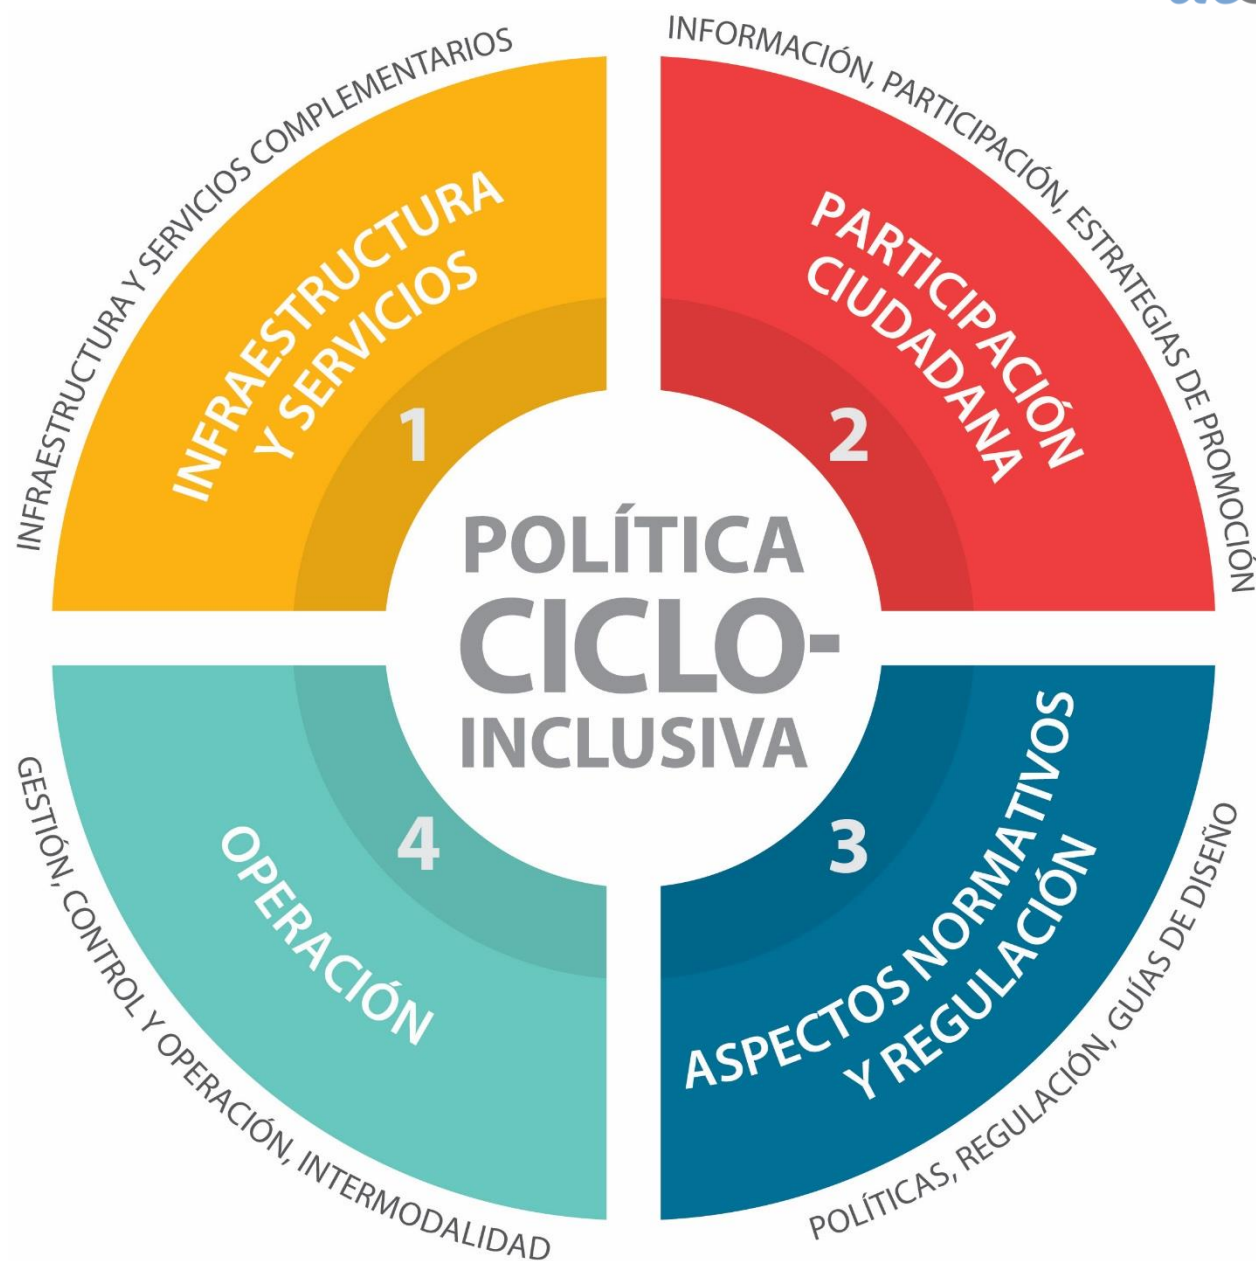 INFRAESTRUCTURA Y SERVICIOS COMPLEMENTARIOS
INFRAESTRUCTURA
Y SERVICIOS
1
INFORMACIÓN, PARTICIPACIÓN, ESTRATEGIAS DE PROMOCIÓN
PARTICIPACIÓN
CIUDADANA
2
POLÍTICA
CICLO-
INCLUSIVA
3
ASPECTOS NORMATIVOS
Y REGULACIÓN
POLÍTICAS, REGULACIÓN, GUÍAS DE DISEÑO
4
OPERACIÓN
GESTIÓN, CONTROL Y OPERACIÓN, INTERMODALIDAD